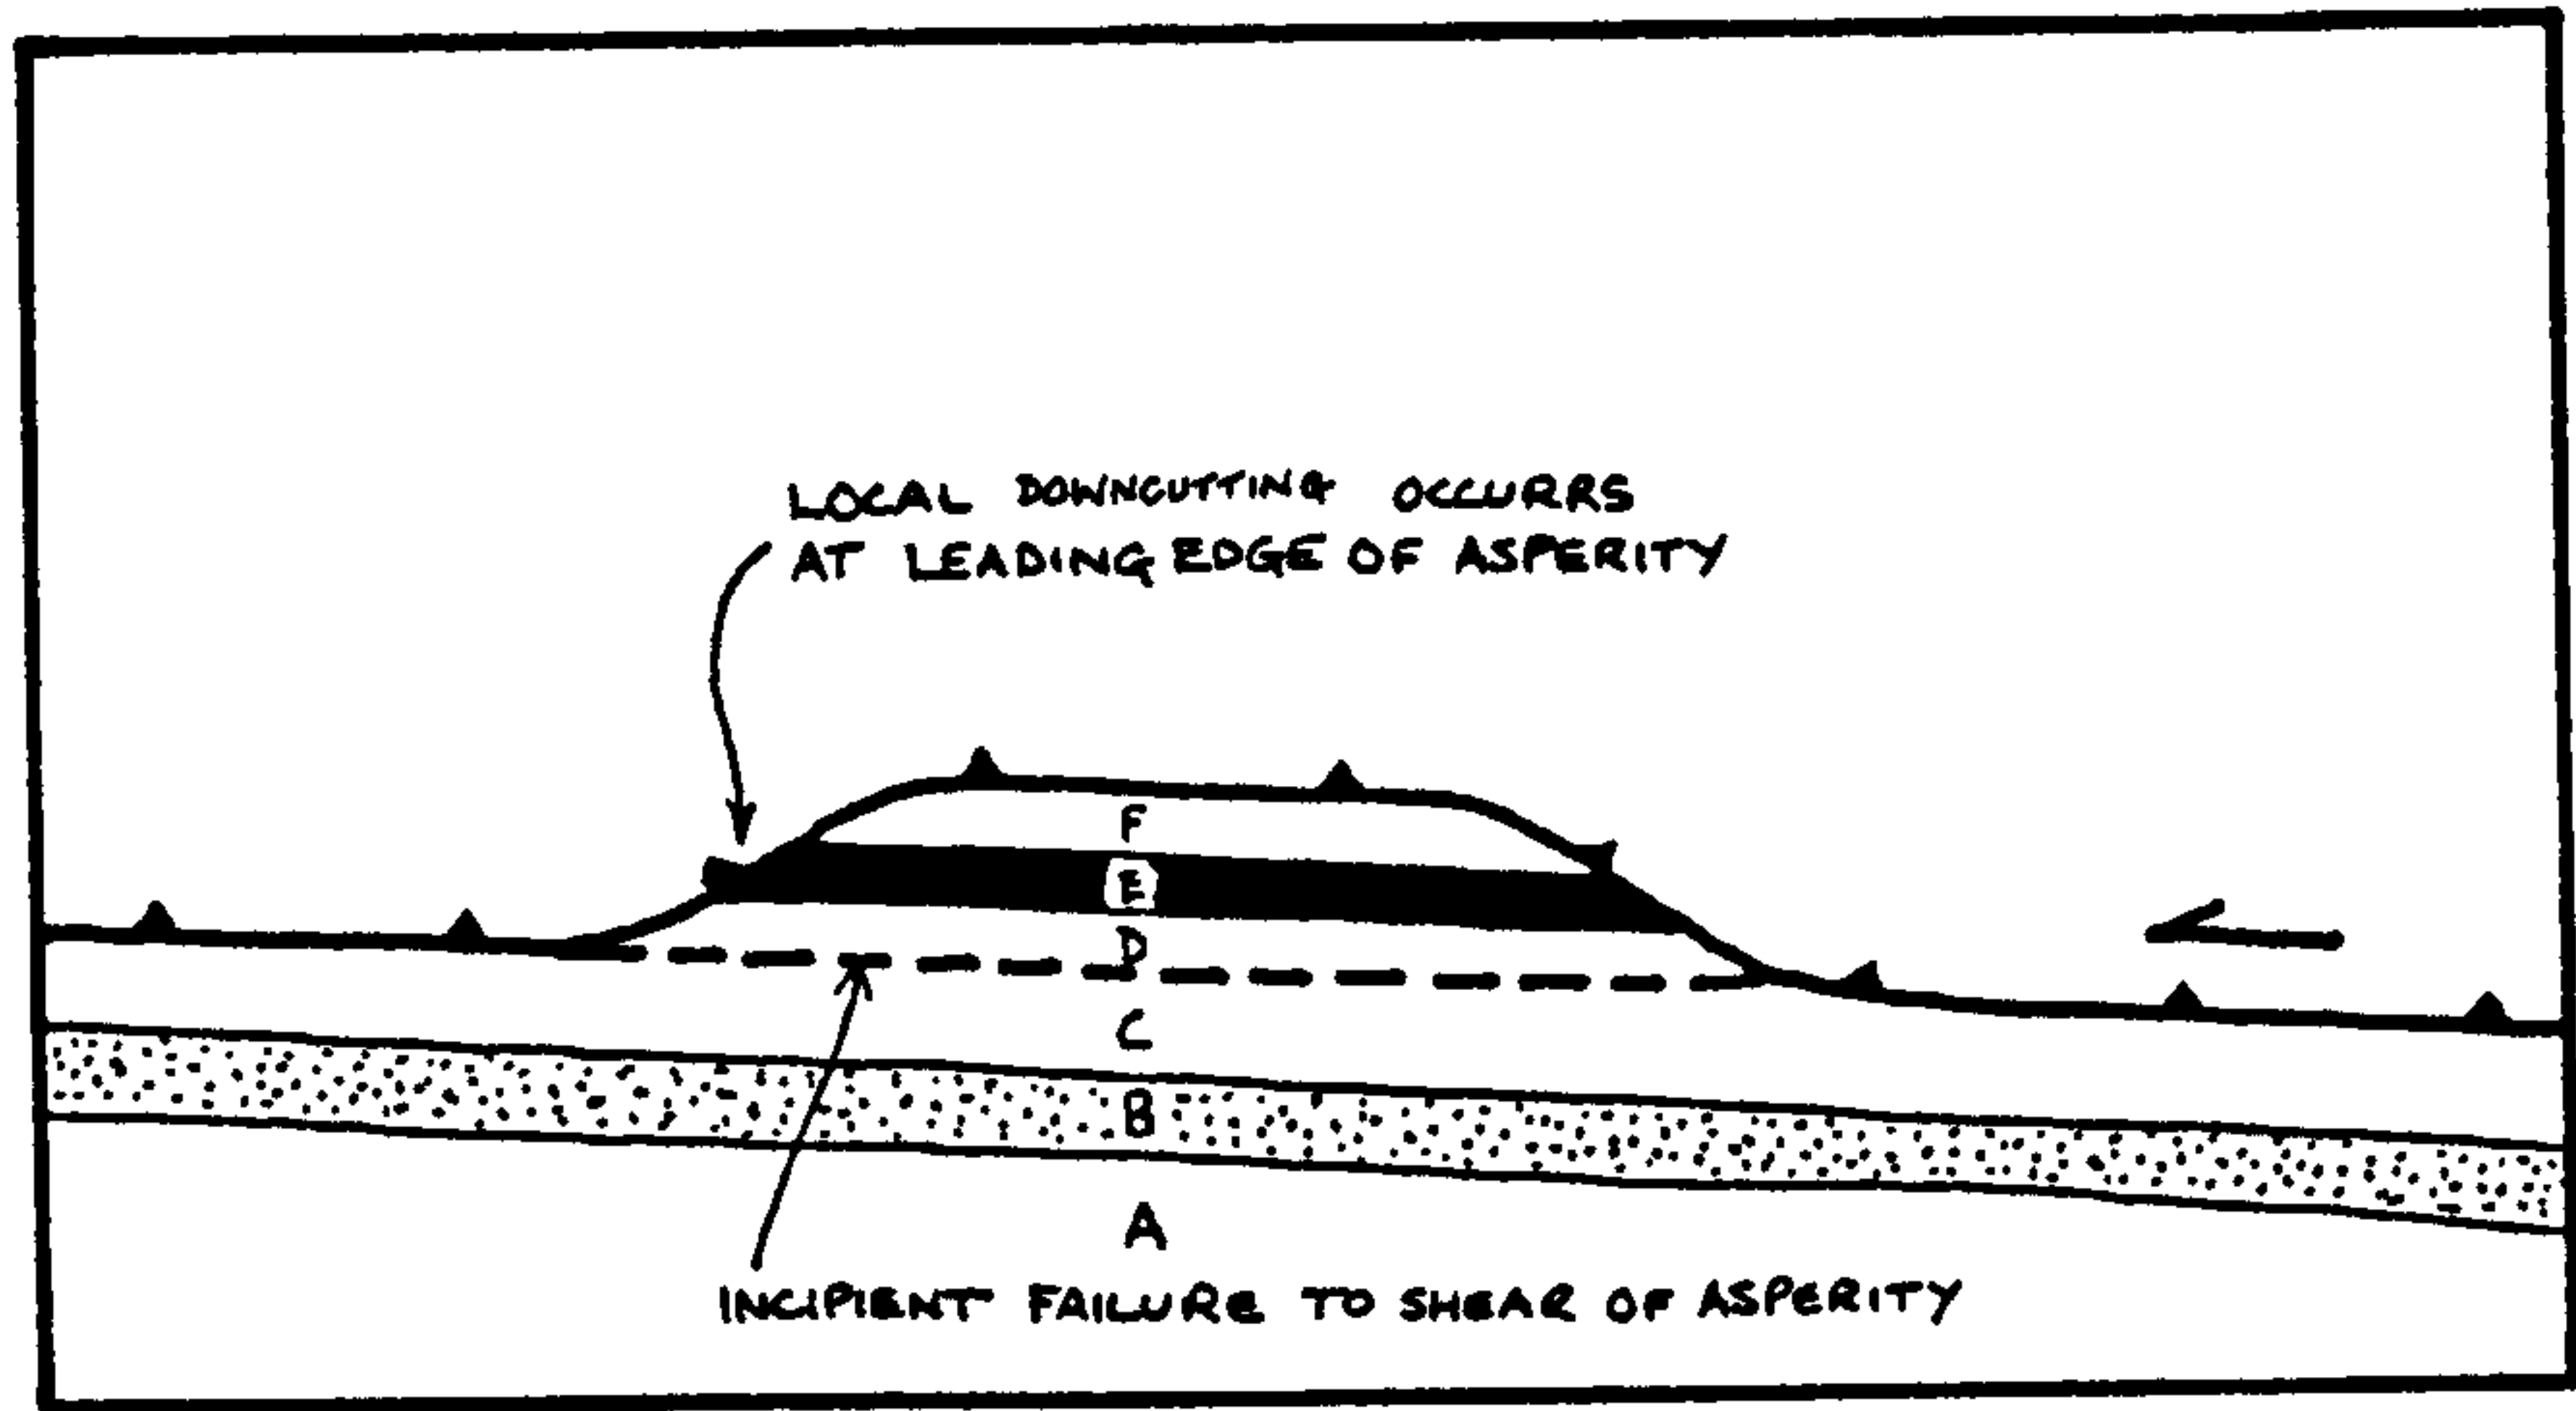 LOCAL DOWNCUTTING OCCURRS
AT LEADING EDGE OF ASPERITY
F
E
D
C
B
A
INCIPIENT FAILURE TO SHEAR OF ASPERITY